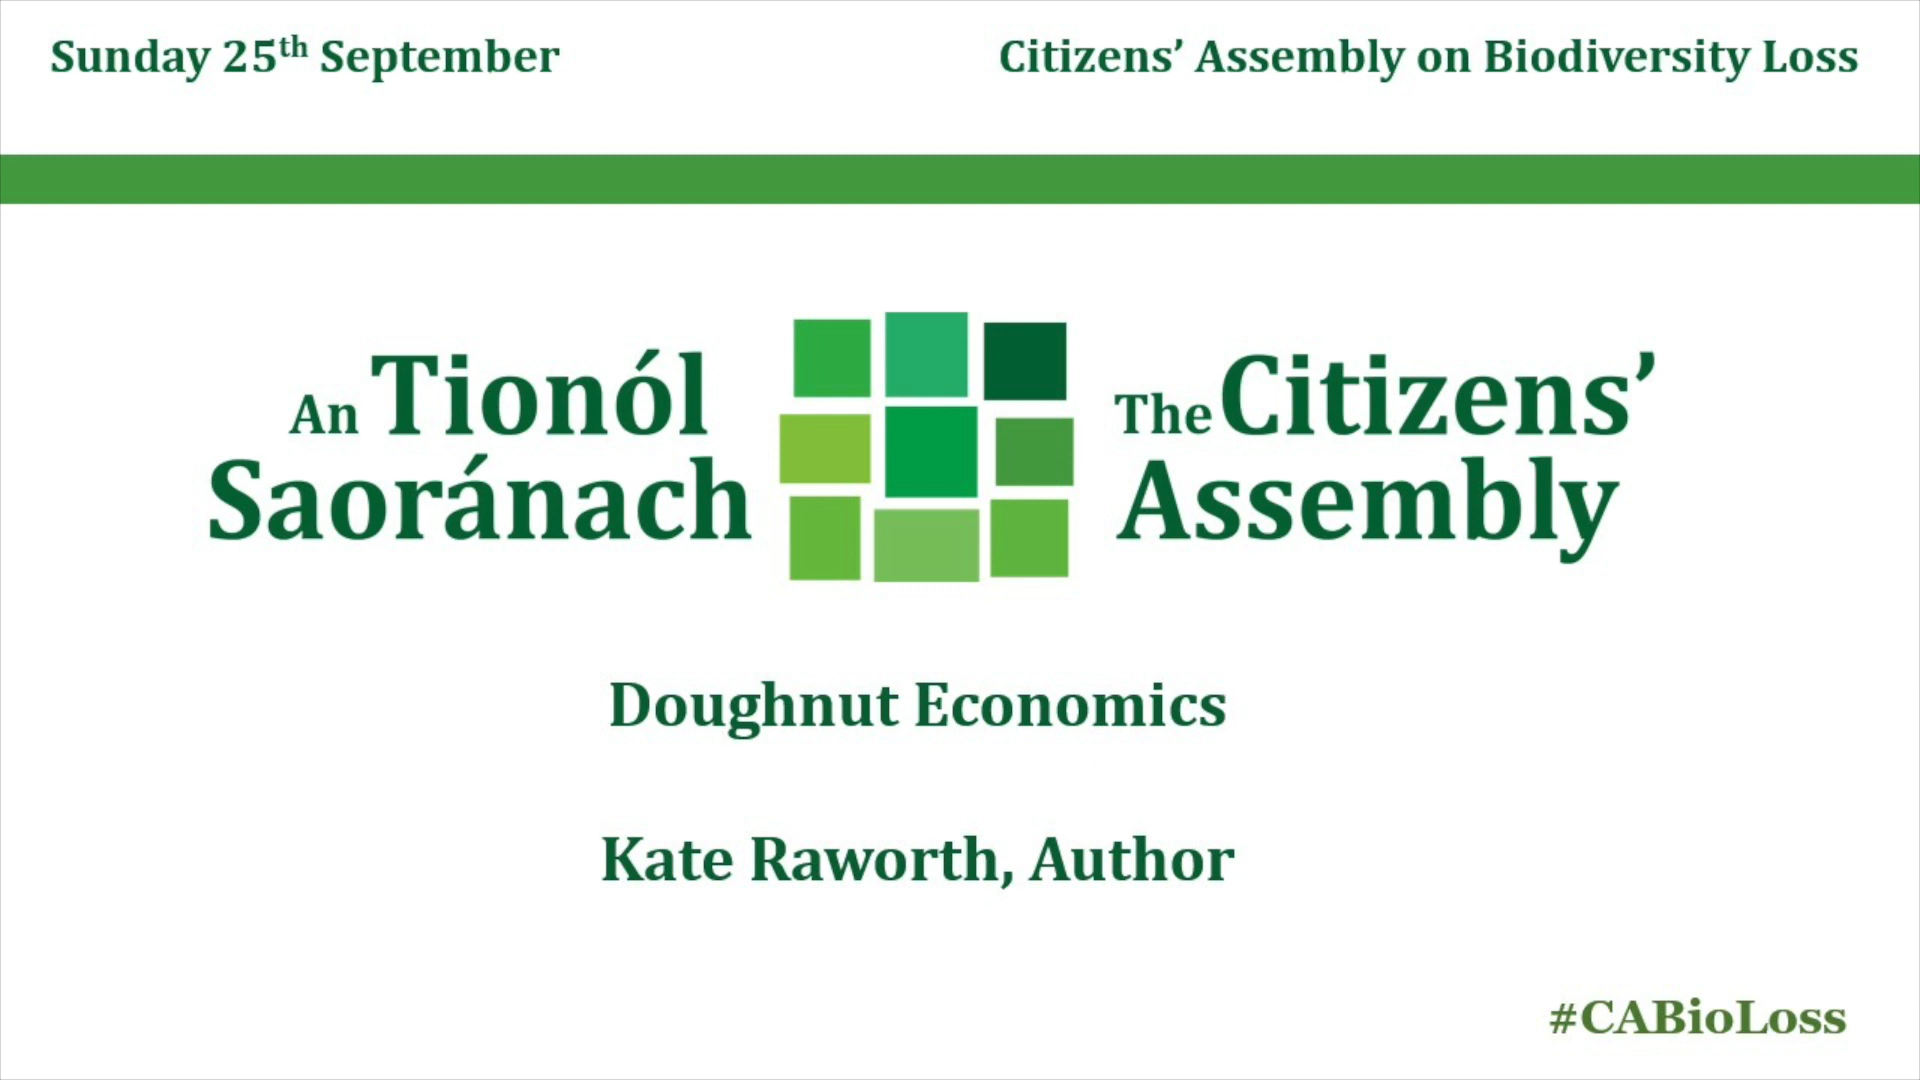 Sunday 25th September
Citizens’ Assembly on Biodiversity Loss
An Tionól
Saoránach
The Citizens’
Assembly
Doughnut Economics
Kate Raworth, Author
#CABioLoss